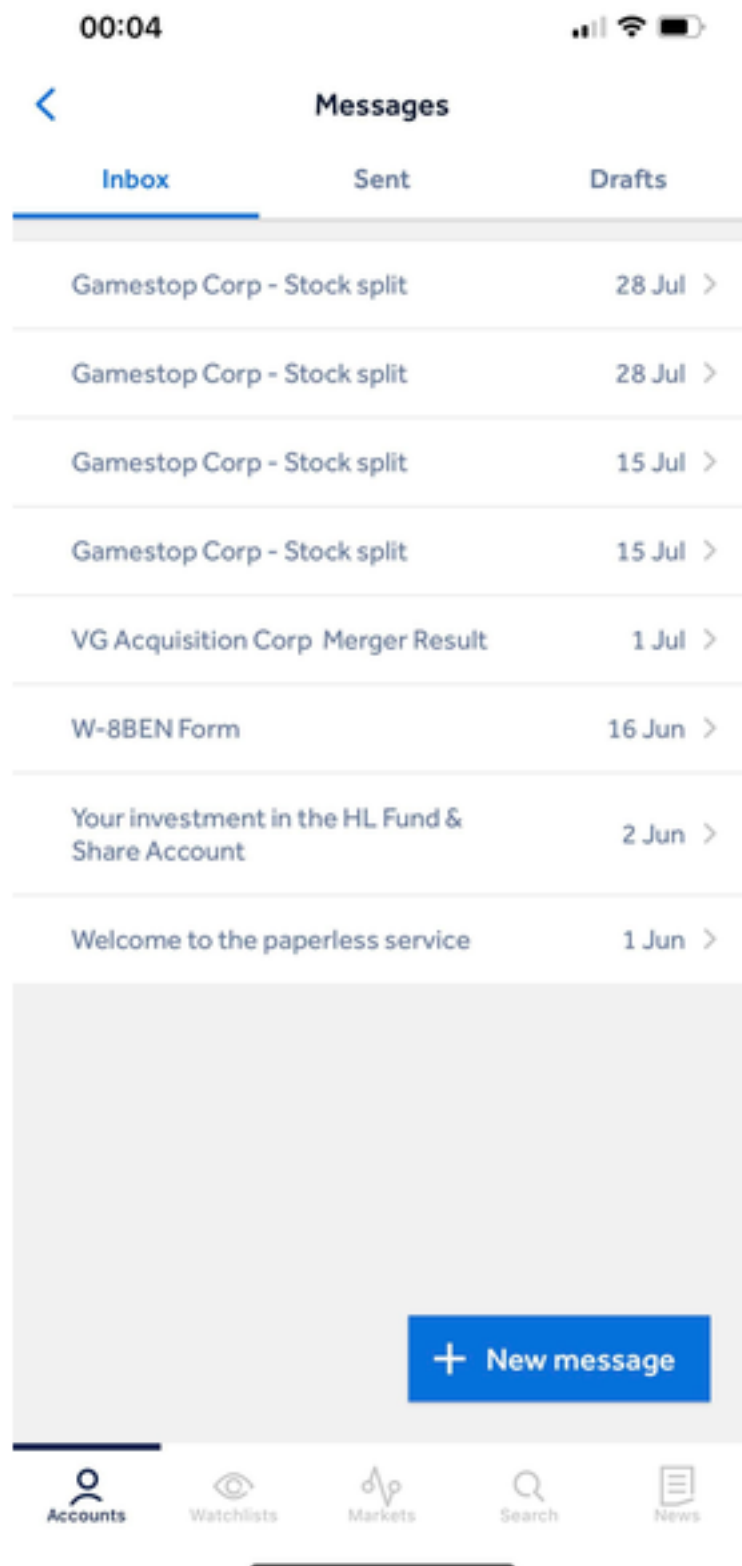 00:04
Messages
Inbox Sent Drafts
Gamestop Corp - Stock split 28 Jul
Gamestop Corp - Stock split 28 Jul
Gamestop Corp - Stock split 15 Jul
Gamestop Corp - Stock split 15 Jul
VG Acquisition Corp Merger Result 1 Jul
W-8BEN Form 16 Jun
Your investment in the HL Fund &
Share Account 2 Jun
Welcome to the paperless service 1 Jun
+ New message
Accounts Watchlists Markets Search News